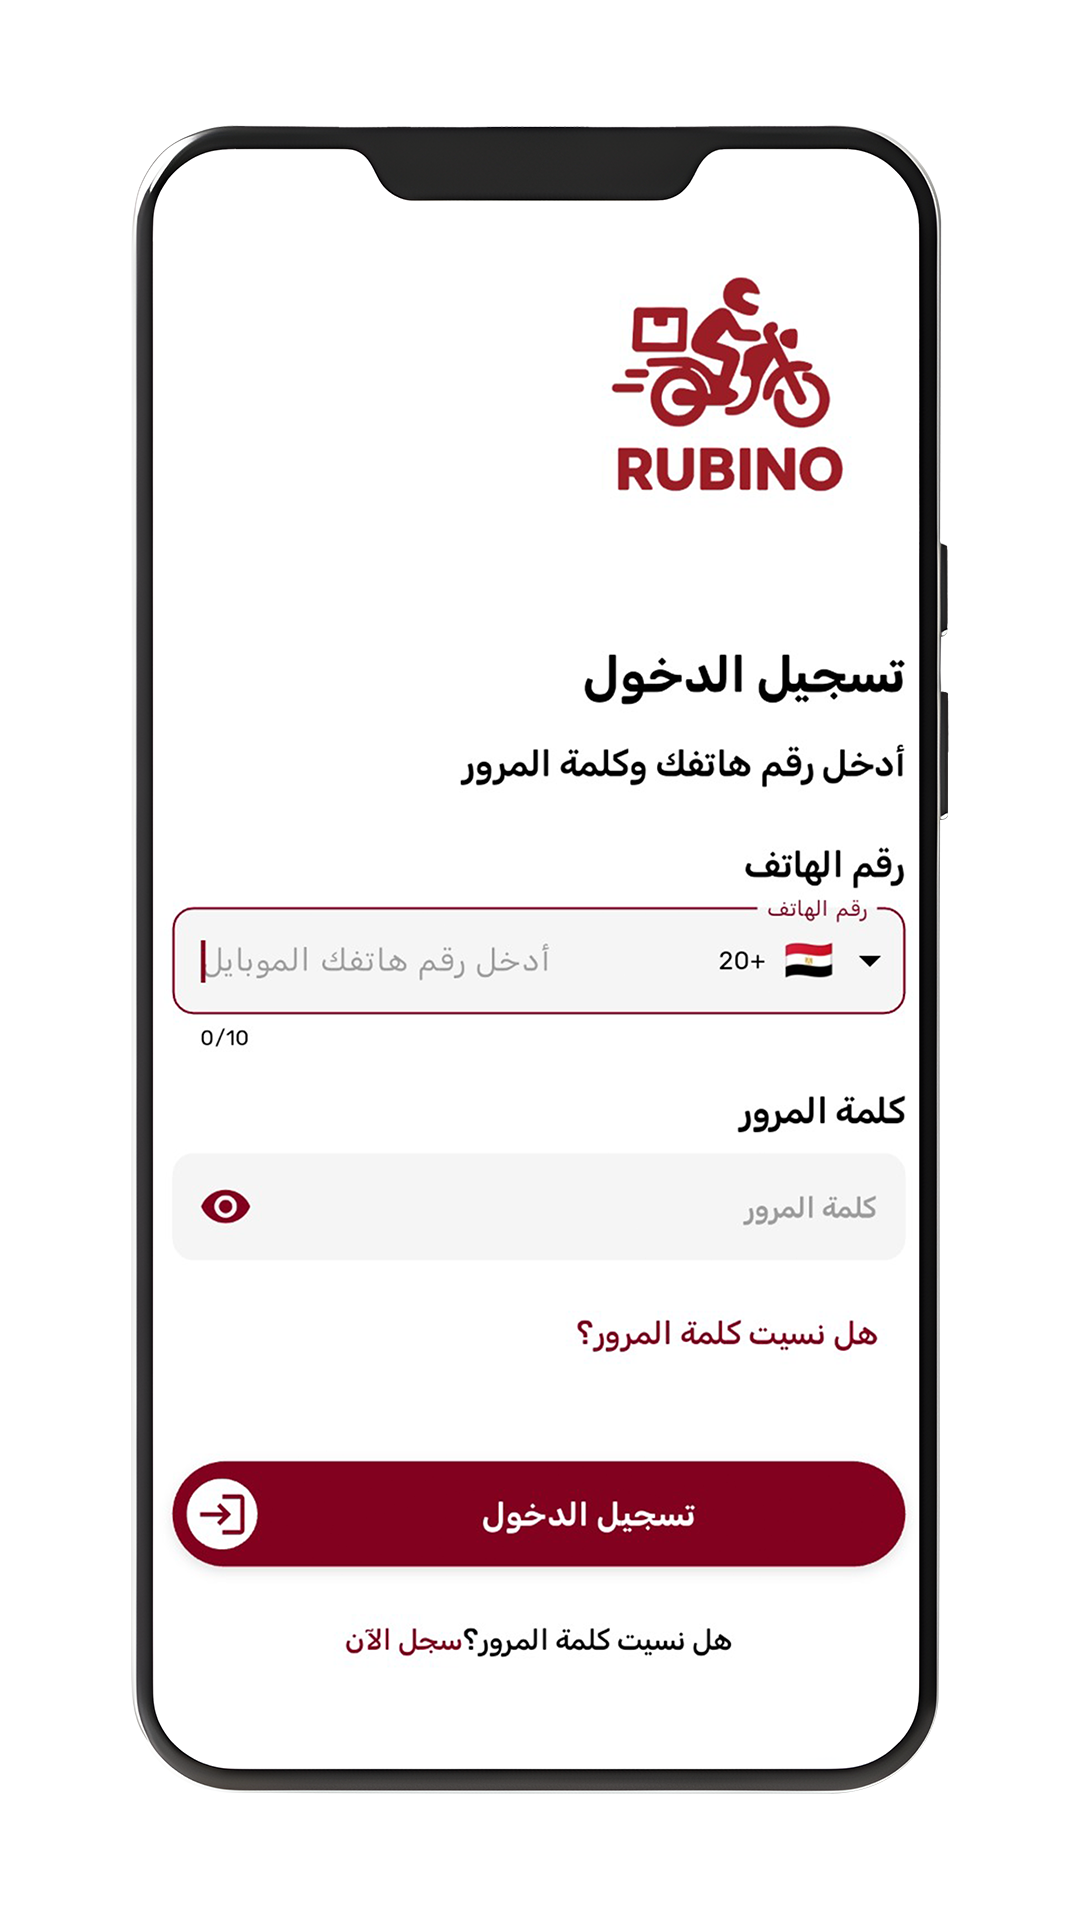 RUBINO
تسجيل الدخول
أدخل رقم هاتفك وكلمة المرور
رقم الهاتف
رقم الهاتف
+20 أدخل رقم هاتفك الموبايل
0/10
كلمة المرور
كلمة المرور
هل نسيت كلمة المرور؟
تسجيل الدخول
هل نسيت كلمة المرور؟سجل الآن